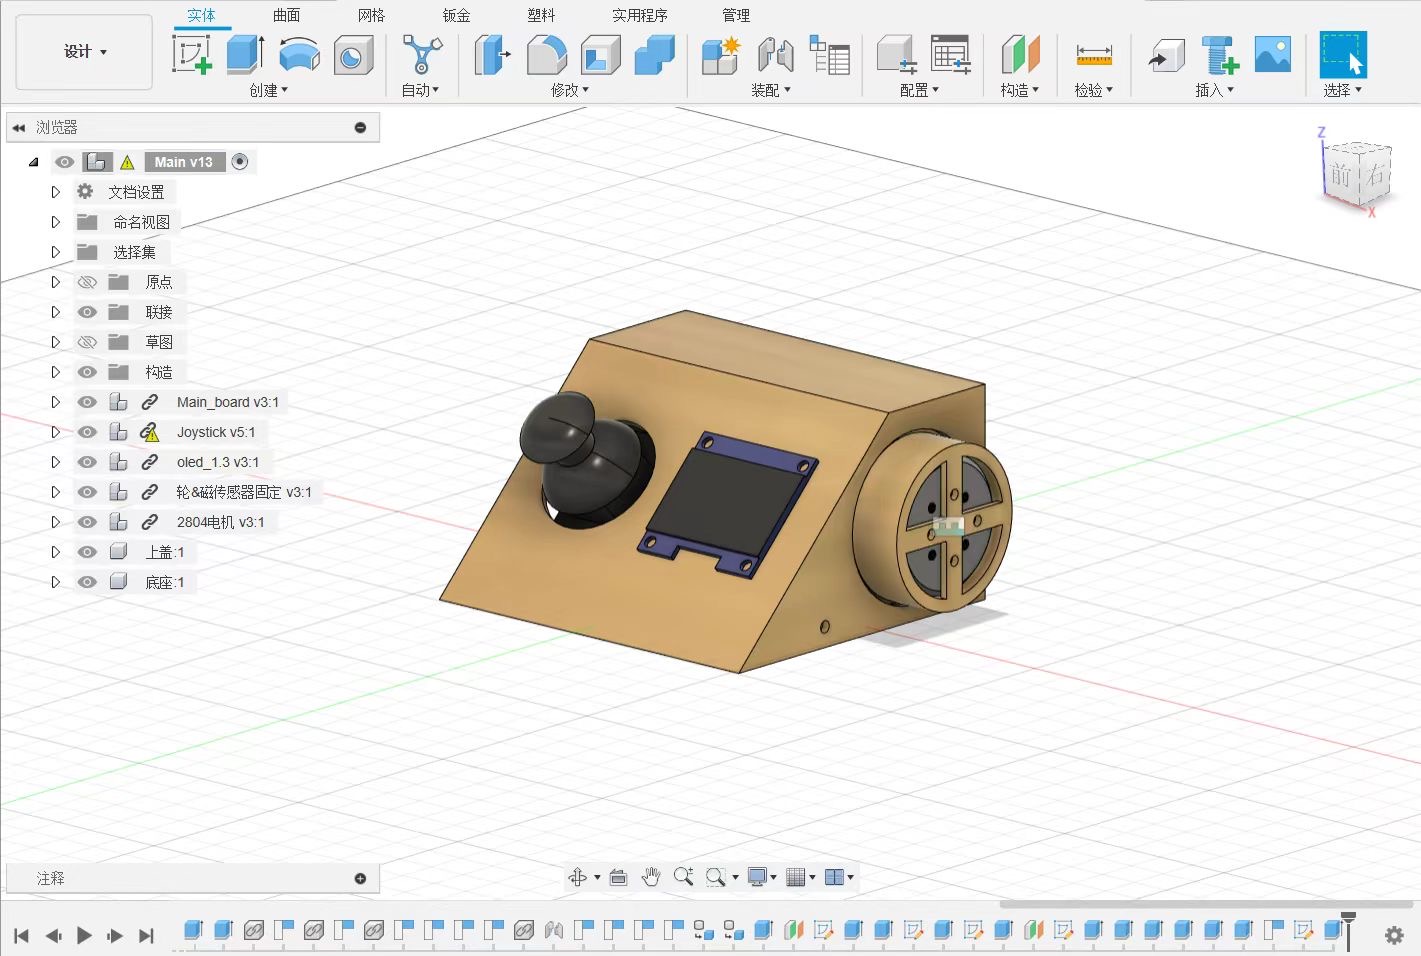 实体 曲面 网格 钣金 塑料 实用程序 管理
设计
创建 自动 修改 装配 配置 构造 检验 插入 选择
浏览器
Main v13
文档设置
命名视图
选择集
原点
联接
草图
构造
Main_board v3:1
Joystick v5:1
oled_1.3 v3:1
轮&磁传感器固定 v3:1
2804电机 v3:1
上盖:1
底座:1
Z
前 右
X
注释